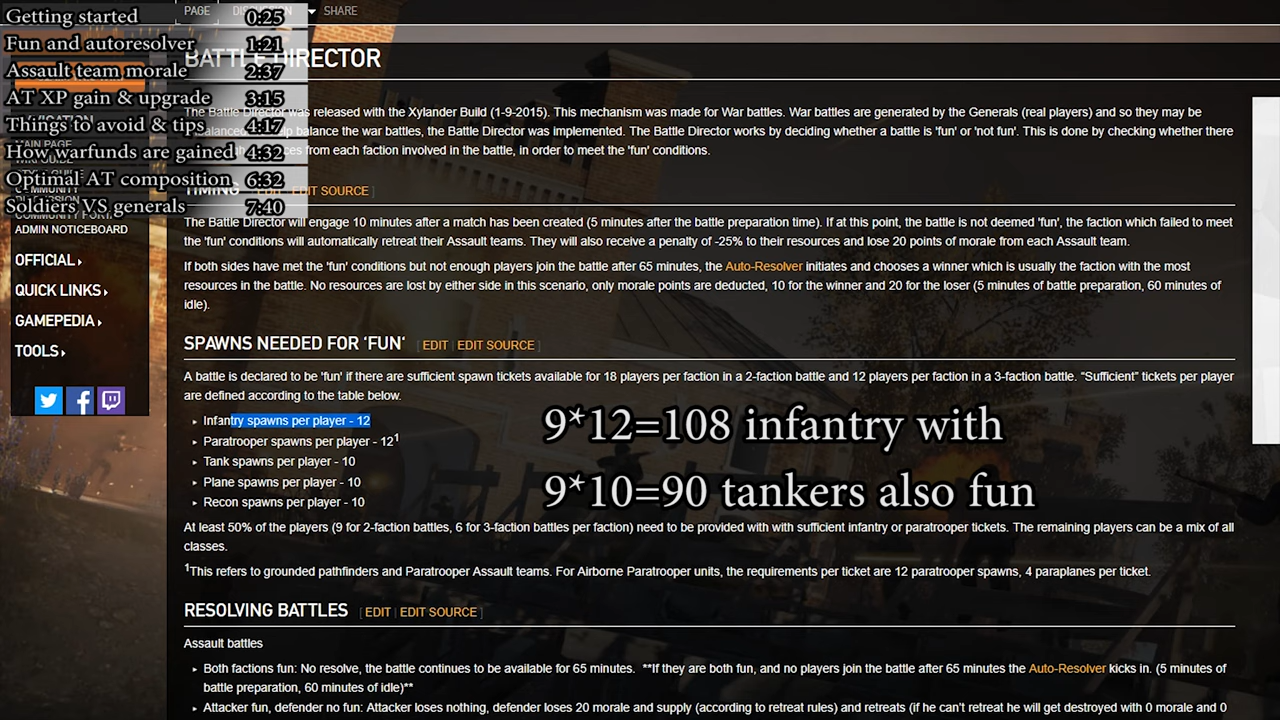 PAGE
DISCUSSION
SHARE
Getting started 0:25
Fun and autoresolver 1:21
Assault team morale 2:37
AT XP gain & upgrade 3:15
Things to avoid & tips 4:17
How warfunds are gained 4:32
Optimal AT composition 6:32
Soldiers VS generals 7:40
MAIN PAGE
ADMIN NOTICEBOARD
OFFICIAL
QUICK LINKS
GAMEPEDIA
TOOLS
BATTLE DIRECTOR
The Battle Director was released with the Xylander Build (1-9-2015). This mechanism was made for War battles. War battles are generated by the Generals (real players) and so they may be
help balance the war battles, the Battle Director was implemented. The Battle Director works by deciding whether a battle is 'fun' or 'not fun'. This is done by checking whether there
from each faction involved in the battle, in order to meet the 'fun' conditions.
TIMING [ EDIT EDIT SOURCE ]
The Battle Director will engage 10 minutes after a match has been created (5 minutes after the battle preparation time). If at this point, the battle is not deemed 'fun', the faction which failed to meet
the 'fun' conditions will automatically retreat their Assault teams. They will also receive a penalty of -25% to their resources and lose 20 points of morale from each Assault team.
If both sides have met the 'fun' conditions but not enough players join the battle after 65 minutes, the Auto-Resolver initiates and chooses a winner which is usually the faction with the most
resources in the battle. No resources are lost by either side in this scenario, only morale points are deducted, 10 for the winner and 20 for the loser (5 minutes of battle preparation, 60 minutes of
idle).
SPAWNS NEEDED FOR 'FUN' [ EDIT EDIT SOURCE ]
A battle is declared to be 'fun' if there are sufficient spawn tickets available for 18 players per faction in a 2-faction battle and 12 players per faction in a 3-faction battle. "Sufficient" tickets per player
are defined according to the table below.
Infantry spawns per player - 12
Paratrooper spawns per player - 12¹
Tank spawns per player - 10
Plane spawns per player - 10
Recon spawns per player - 10
9*12=108 infantry with
9*10=90 tankers also fun
At least 50% of the players (9 for 2-faction battles, 6 for 3-faction battles per faction) need to be provided with with sufficient infantry or paratrooper tickets. The remaining players can be a mix of all
classes.
¹This refers to grounded pathfinders and Paratrooper Assault teams. For Airborne Paratrooper units, the requirements per ticket are 12 paratrooper spawns, 4 paraplanes per ticket.
RESOLVING BATTLES [ EDIT EDIT SOURCE ]
Assault battles
Both factions fun: No resolve, the battle continues to be available for 65 minutes. **If they are both fun, and no players join the battle after 65 minutes the Auto-Resolver kicks in. (5 minutes of
battle preparation, 60 minutes of idle)**
Attacker fun, defender no fun: Attacker loses nothing, defender loses 20 morale and supply (according to retreat rules) and retreats (if he can't retreat he will get destroyed with 0 morale and 0